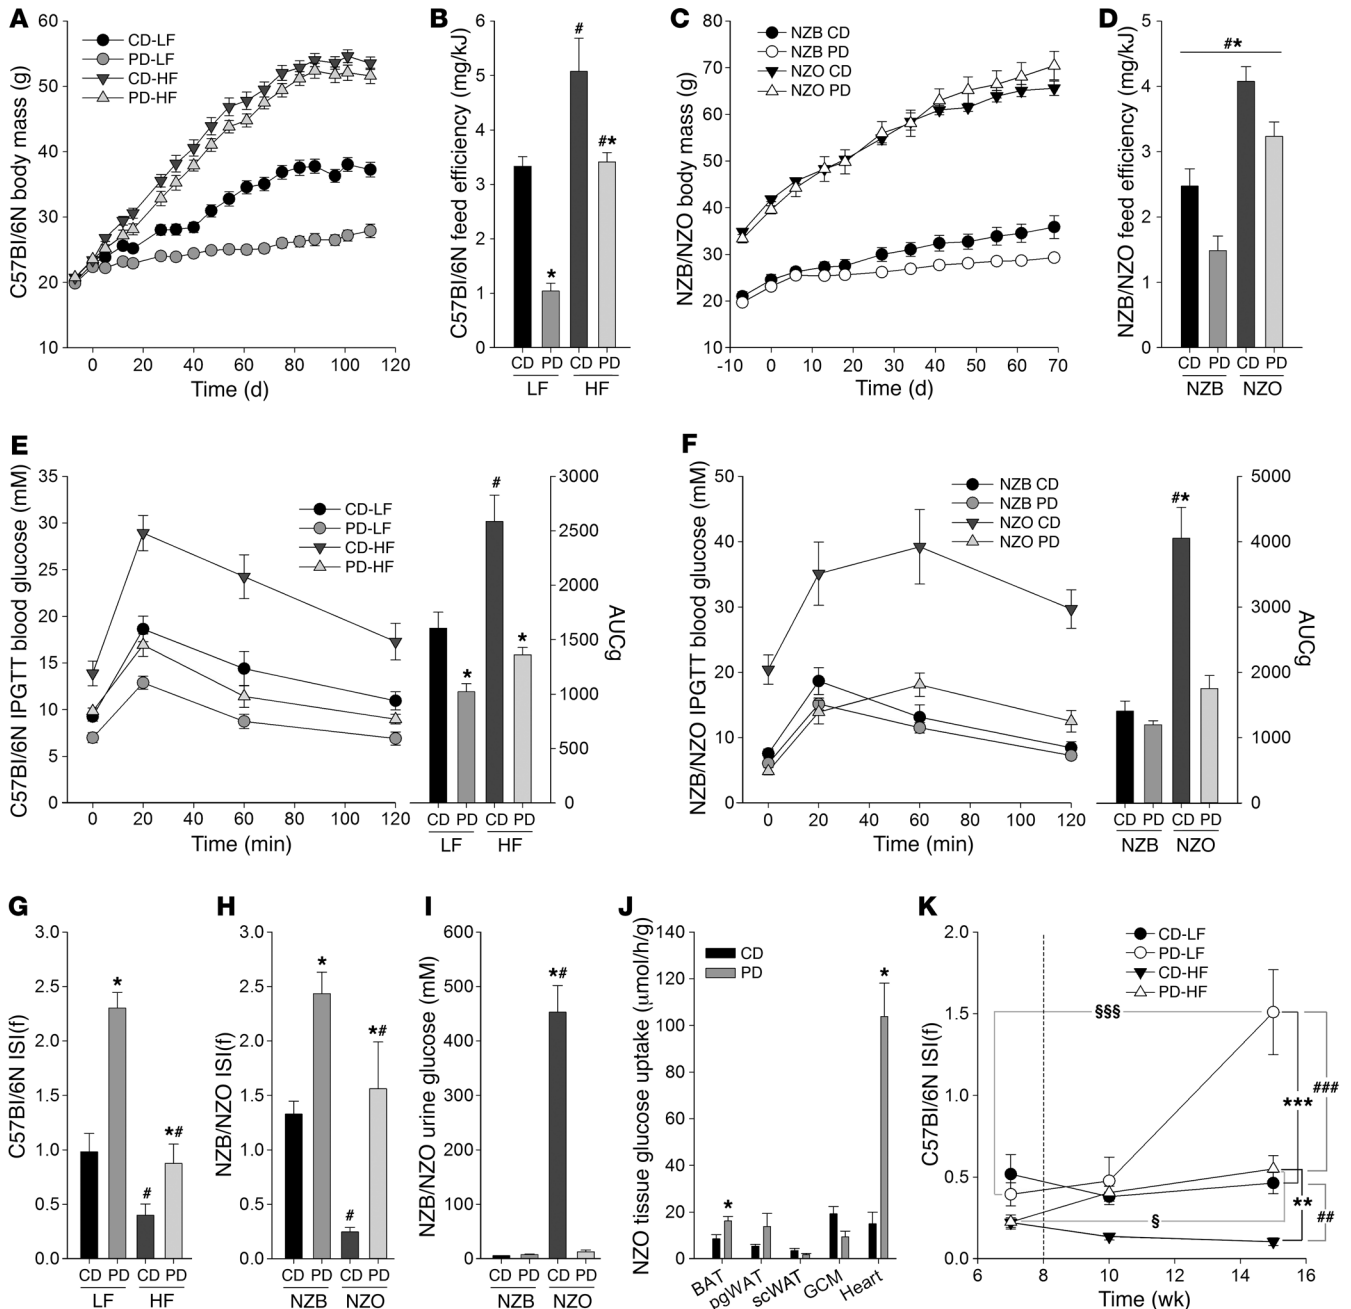 A
C57Bl/6N body mass (g)
60
50
40
30
20
10
CD-LF
PD-LF
CD-HF
PD-HF
0 20 40 60 80 100 120
Time (d)
B
C57Bl/6N feed efficiency (mg/kJ)
6
5
4
3
2
1
0
*
#
#*
CD PD CD PD
LF HF
C
NZB/NZO body mass (g)
80
70
60
50
40
30
20
10
NZB CD
NZB PD
NZO CD
NZO PD
-10 0 10 20 30 40 50 60 70
Time (d)
D
NZB/NZO feed efficiency (mg/kJ)
5
4
3
2
1
0
#*
CD PD CD PD
NZB NZO
E
C57Bl/6N IPGTT blood glucose (mM)
35
30
25
20
15
10
5
0
CD-LF
PD-LF
CD-HF
PD-HF
0 20 40 60 80 100 120
Time (min)
*
#
*
CD PD CD PD
LF HF
3000
2500
2000
1500
1000
500
0
AUCg
F
NZB/NZO IPGTT blood glucose (mM)
50
40
30
20
10
0
NZB CD
NZB PD
NZO CD
NZO PD
0 20 40 60 80 100 120
Time (min)
#*
CD PD CD PD
NZB NZO
5000
4000
3000
2000
1000
0
AUCg
G
C57Bl/6N ISI(f)
3.0
2.5
2.0
1.5
1.0
0.5
0.0
*
#
*#
CD PD CD PD
LF HF
H
NZB/NZO ISI(f)
3.0
2.5
2.0
1.5
1.0
0.5
0.0
*
#
*#
CD PD CD PD
NZB NZO
I
NZB/NZO urine glucose (mM)
600
500
400
300
200
100
0
*#
CD PD CD PD
NZB NZO
J
NZO tissue glucose uptake (µmol/h/g)
140
120
100
80
60
40
20
0
CD
PD
*
*
BAT pgWAT scWAT GCM Heart
K
C57Bl/6N ISI(f)
2.0
1.5
1.0
0.5
0.0
CD-LF
PD-LF
CD-HF
PD-HF
§§§
###
***
**
##
§
6 8 10 12 14 16
Time (wk)